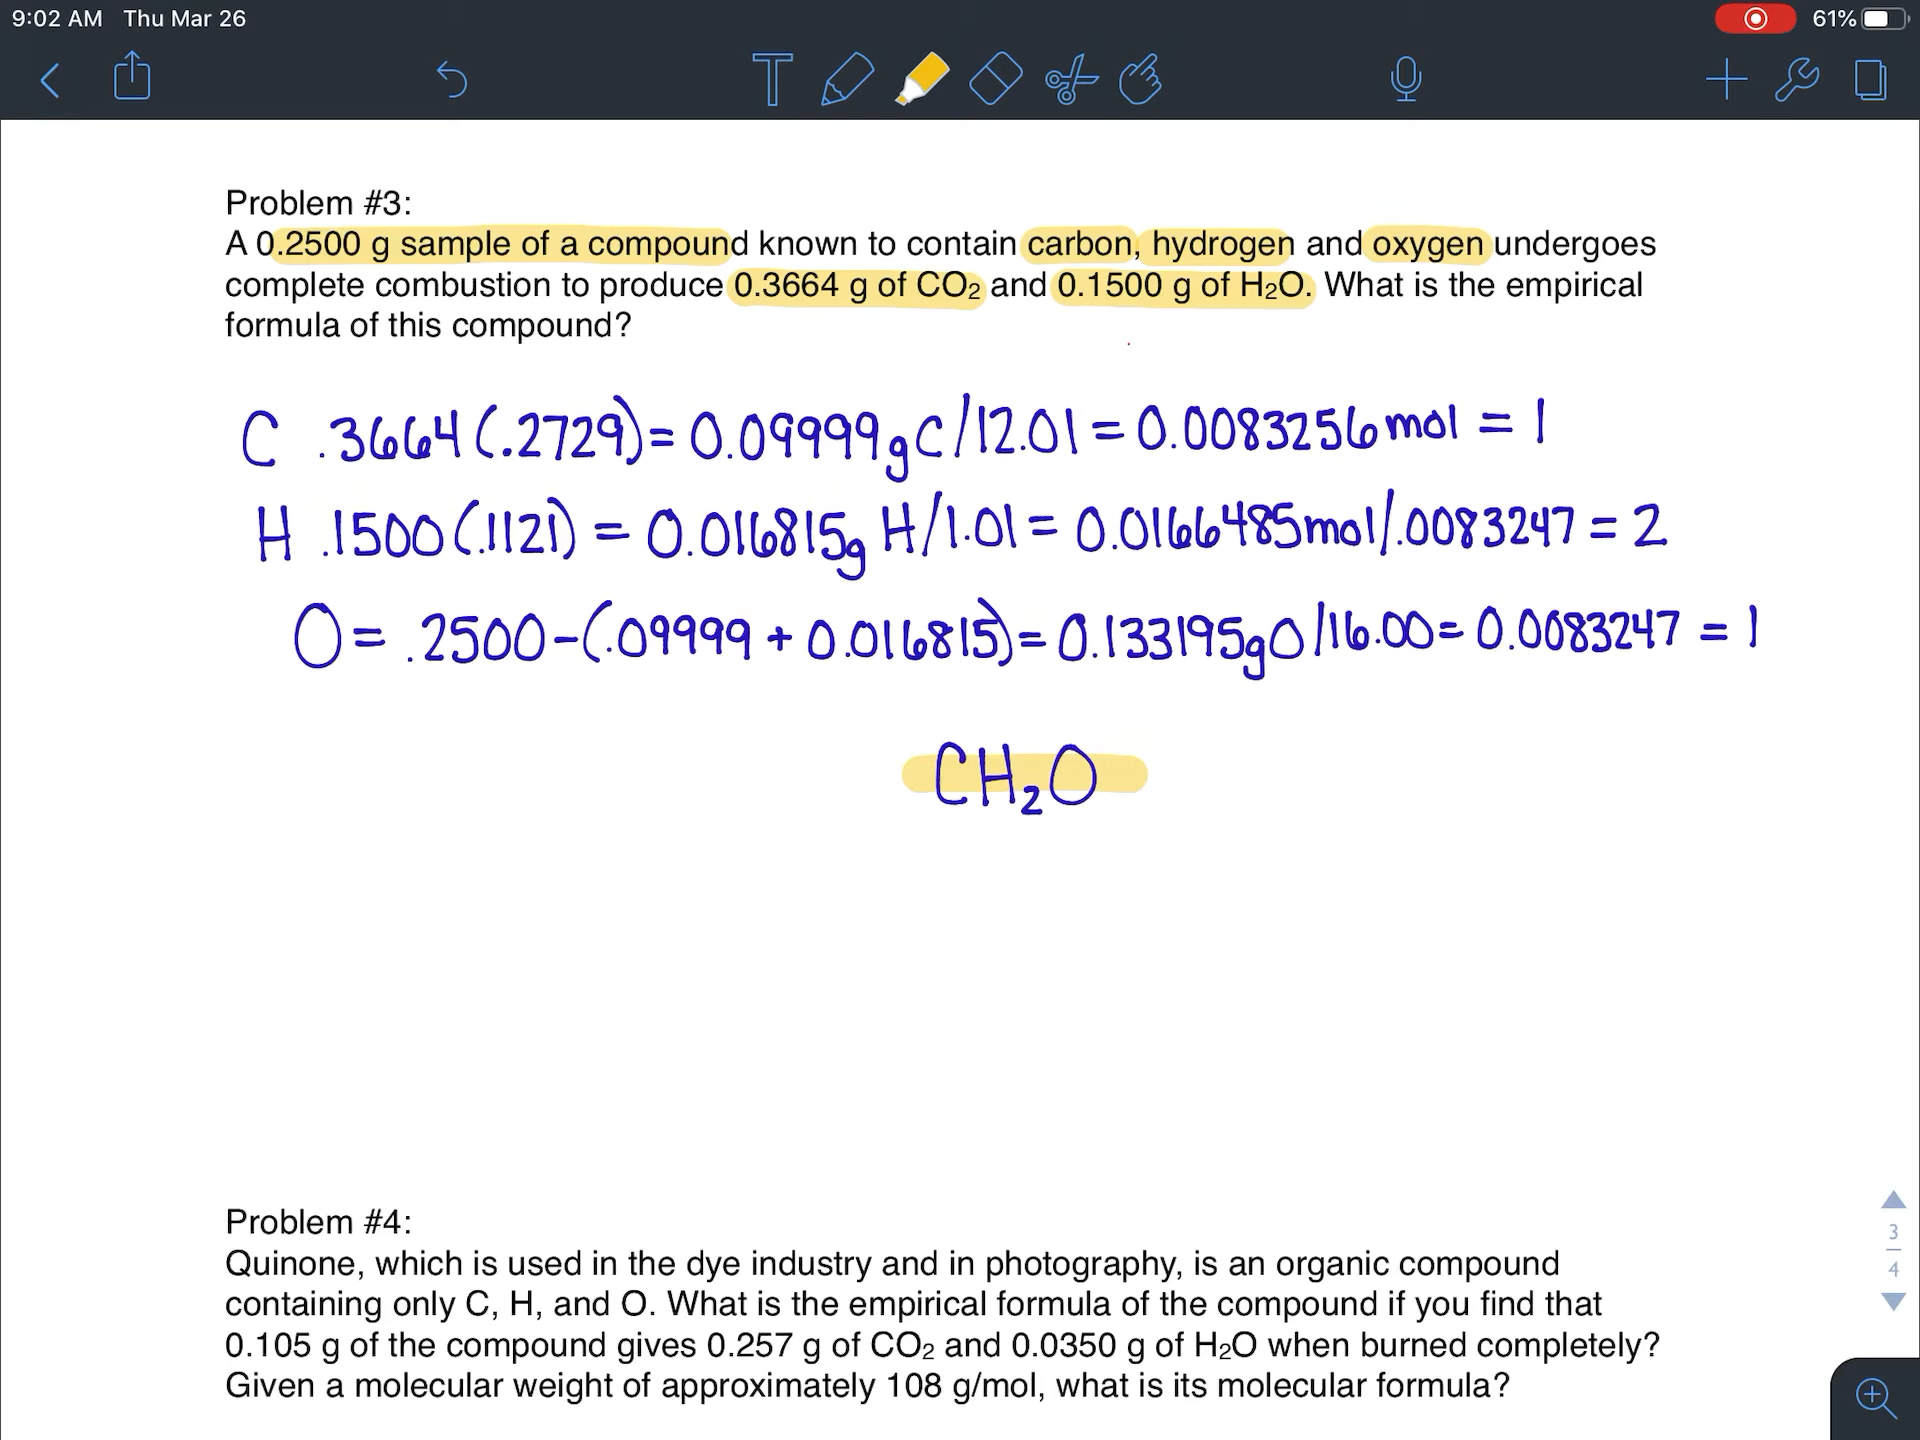 9:02 AM Thu Mar 26 61%
T
Problem #3:
A 0.2500 g sample of a compound known to contain carbon, hydrogen and oxygen undergoes
complete combustion to produce 0.3664 g of CO₂ and 0.1500 g of H₂O. What is the empirical
formula of this compound?
C .3664(.2729)= 0.09999gC/12.01 = 0.0083256mol = 1
H .1500(.1121) = 0.016815g H/1.01 = 0.0166485mol/.0083247 = 2
O = .2500-(.09999 + 0.016815)= 0.133195gO/16.00= 0.0083247 = 1
CH₂O
Problem #4:
Quinone, which is used in the dye industry and in photography, is an organic compound
containing only C, H, and O. What is the empirical formula of the compound if you find that
0.105 g of the compound gives 0.257 g of CO₂ and 0.0350 g of H₂O when burned completely?
Given a molecular weight of approximately 108 g/mol, what is its molecular formula?
3
4